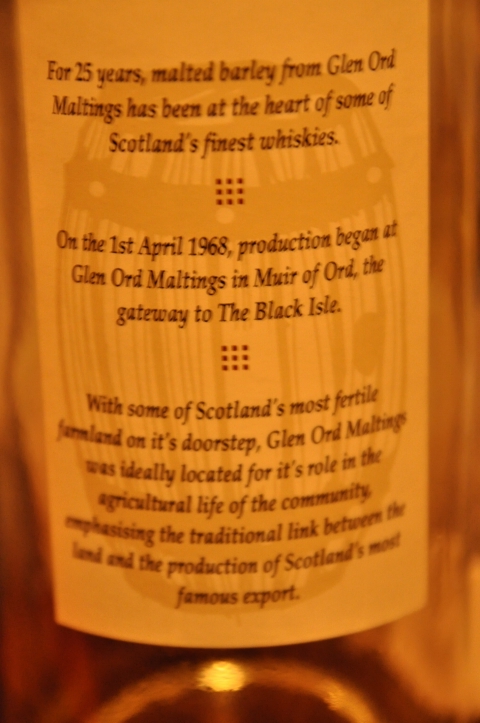 For 25 years, malted barley from Glen Ord
Maltings has been at the heart of some of
Scotland's finest whiskies.
On the 1st April 1968, production began at
Glen Ord Maltings in Muir of Ord, the
gateway to The Black Isle.
With some of Scotland's most fertile
farmland on it's doorstep, Glen Ord Maltings
was ideally located for it's role in the
agricultural life of the community,
emphasising the traditional link between the
land and the production of Scotland's most
famous export.